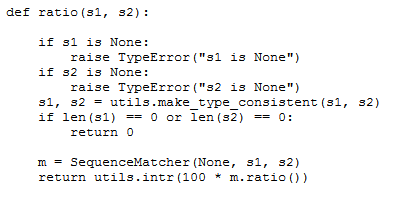 def ratio(s1, s2):
if s1 is None:
raise TypeError("s1 is None")
if s2 is None:
raise TypeError("s2 is None")
s1, s2 = utils.make_type_consistent(s1, s2)
if len(s1) == 0 or len(s2) == 0:
return 0
m = SequenceMatcher(None, s1, s2)
return utils.intr(100 * m.ratio())